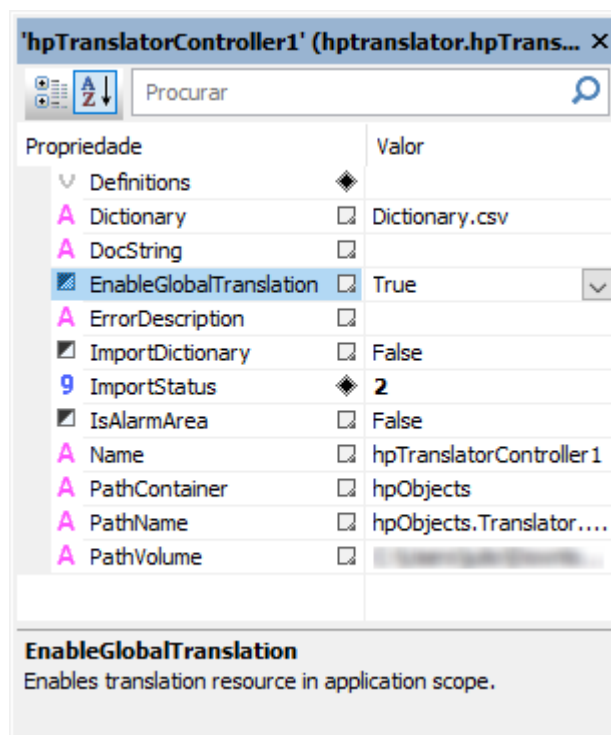 'hpTranslatorController1' (hptranslator.hpTrans...
Procurar
Propriedade Valor
Definitions
Dictionary Dictionary.csv
DocString
EnableGlobalTranslation True
ErrorDescription
ImportDictionary False
ImportStatus 2
IsAlarmArea False
Name hpTranslatorController1
PathContainer hpObjects
PathName hpObjects.Translator....
PathVolume
EnableGlobalTranslation
Enables translation resource in application scope.